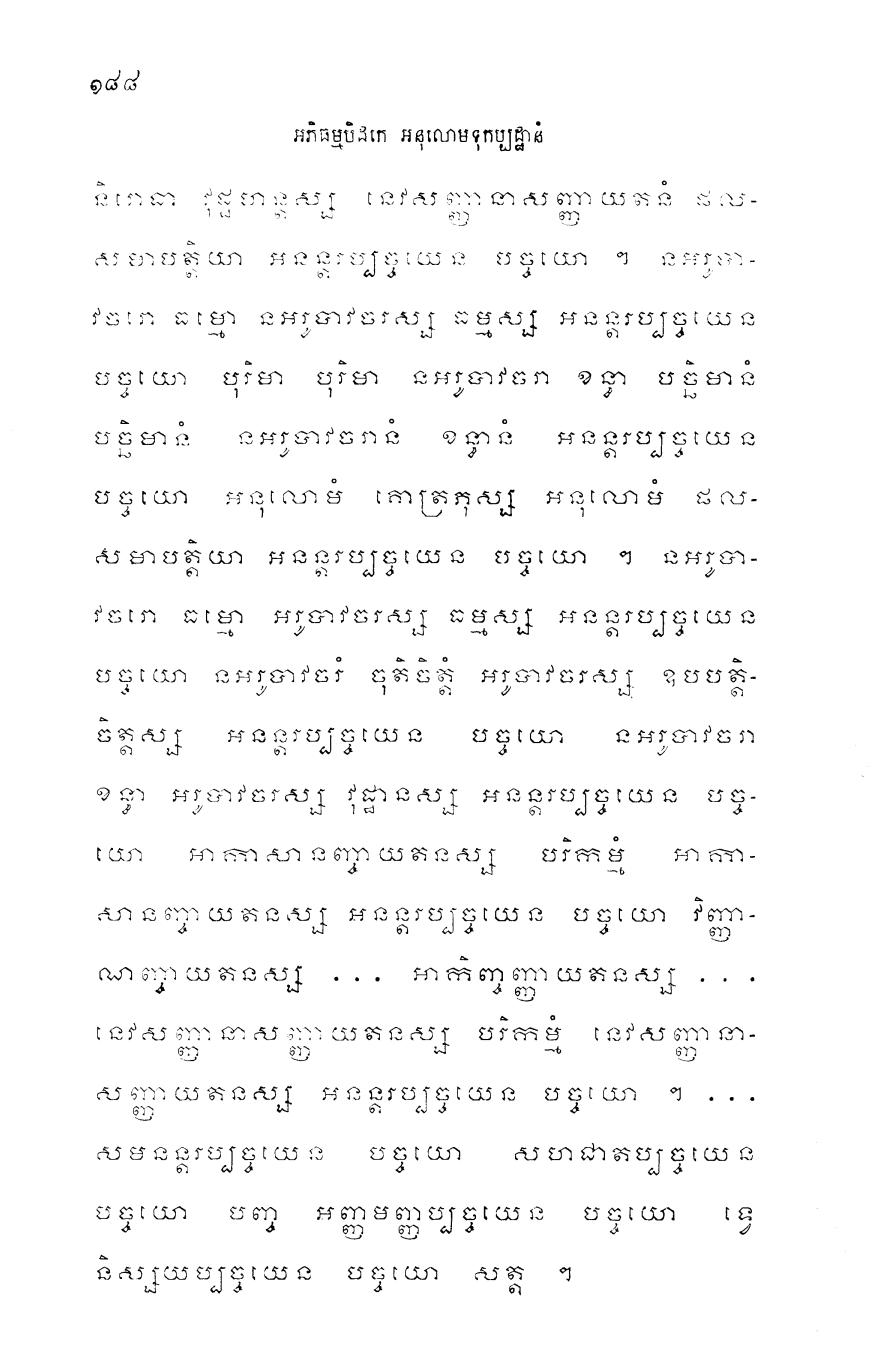 ១៨៨
អភិធម្មបិដកេ អនុលោមទុកប្បដ្ឋានំ
និរោធា វុដ្ឋហន្តស្ស នេវសញ្ញានាសញ្ញាយតនំ ផល-
សមាបត្តិយា អនន្តរប្បច្ចយេន បច្ចយោ ។ នអរូបា-
វចរោ ធម្មោ នអរូបាវចរស្ស ធម្មស្ស អនន្តរប្បច្ចយេន
បច្ចយោ បុរិមា បុរិមា នអរូបាវចរា ខន្ធា បច្ឆិមានំ
បច្ឆិមានំ នអរូបាវចរានំ ខន្ធានំ អនន្តរប្បច្ចយេន
បច្ចយោ អនុលោមំ គោត្រភុស្ស អនុលោមំ ផល-
សមាបត្តិយា អនន្តរប្បច្ចយេន បច្ចយោ ។ នអរូបា-
វចរោ ធម្មោ អរូបាវចរស្ស ធម្មស្ស អនន្តរប្បច្ចយេន
បច្ចយោ នអរូបាវចរំ ចុតិចិត្តំ អរូបាវចរស្ស ឧបបត្តិ-
ចិត្តស្ស អនន្តរប្បច្ចយេន បច្ចយោ នអរូបាវចរា
ខន្ធា អរូបាវចរស្ស វុដ្ឋានស្ស អនន្តរប្បច្ចយេន បច្ច-
យោ អាកាសានញ្ចាយតនស្ស បរិកម្មំ អាកា-
សានញ្ចាយតនស្ស អនន្តរប្បច្ចយេន បច្ចយោ វិញ្ញា-
ណញ្ចាយតនស្ស ... អាកិញ្ចញ្ញាយតនស្ស ...
នេវសញ្ញានាសញ្ញាយតនស្ស បរិកម្មំ នេវសញ្ញានា-
សញ្ញាយតនស្ស អនន្តរប្បច្ចយេន បច្ចយោ ។ ...
សមនន្តរប្បច្ចយេន បច្ចយោ សហជាតប្បច្ចយេន
បច្ចយោ បញ្ច អញ្ញមញ្ញប្បច្ចយេន បច្ចយោ ទ្វេ
និស្សយប្បច្ចយេន បច្ចយោ សត្ត ។